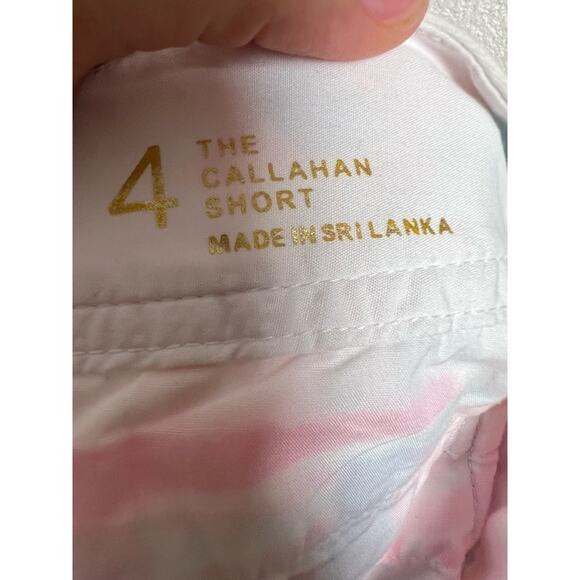 4
THE
CALLAHAN
SHORT
MADE IN SRI LANKA